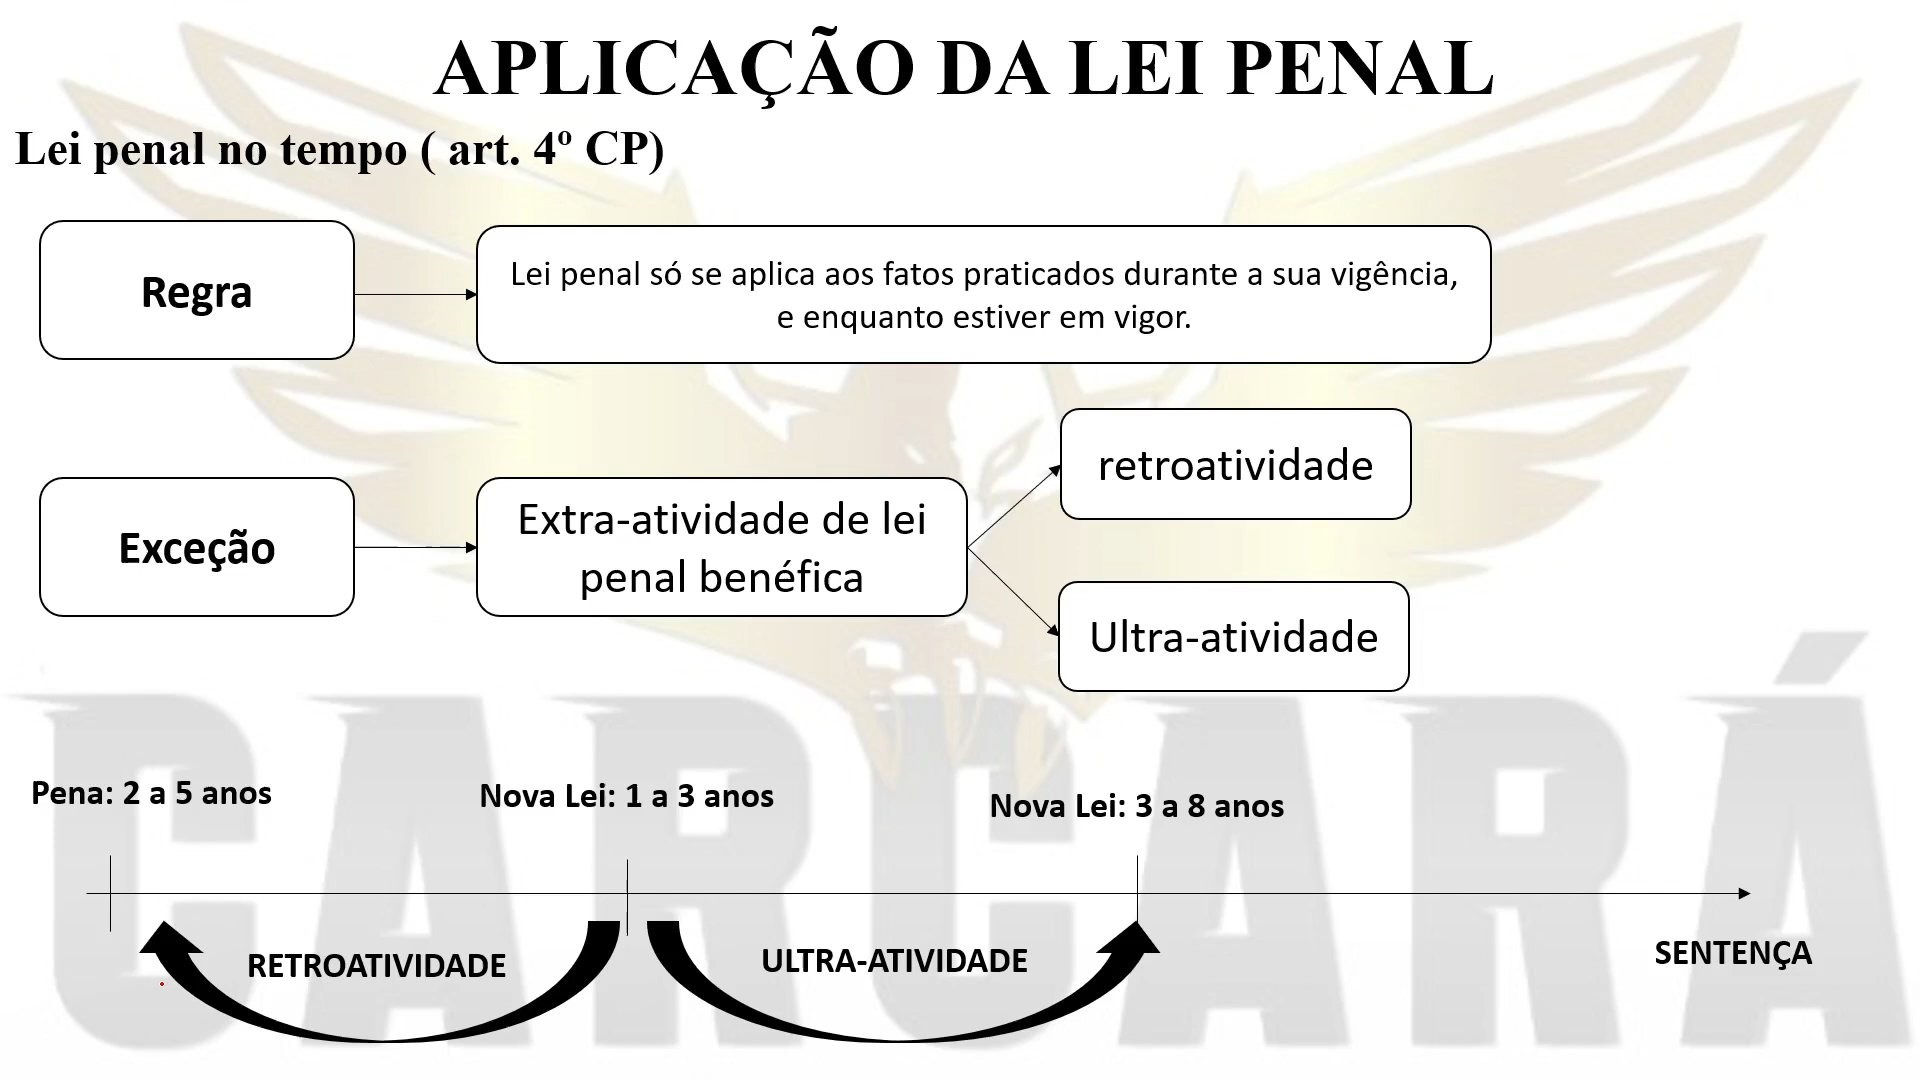 APLICAÇÃO DA LEI PENAL
Lei penal no tempo ( art. 4º CP)
Regra
Lei penal só se aplica aos fatos praticados durante a sua vigência,
e enquanto estiver em vigor.
retroatividade
Exceção
Extra-atividade de lei
penal benéfica
Ultra-atividade
CARCARÁ
Pena: 2 a 5 anos
Nova Lei: 1 a 3 anos
Nova Lei: 3 a 8 anos
RETROATIVIDADE
ULTRA-ATIVIDADE
SENTENÇA